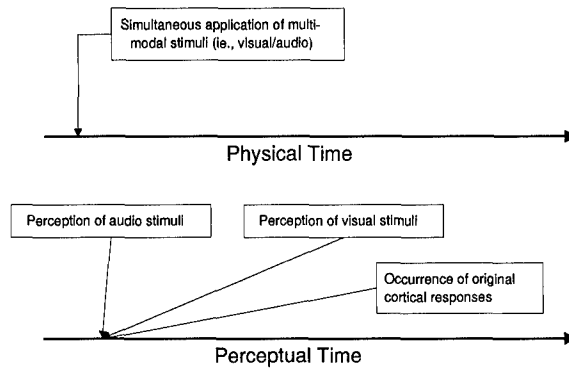 Simultaneous application of multi-
modal stimuli (ie., visual/audio)
Physical Time
Perception of audio stimuli
Perception of visual stimuli
Occurrence of original
cortical responses
Perceptual Time